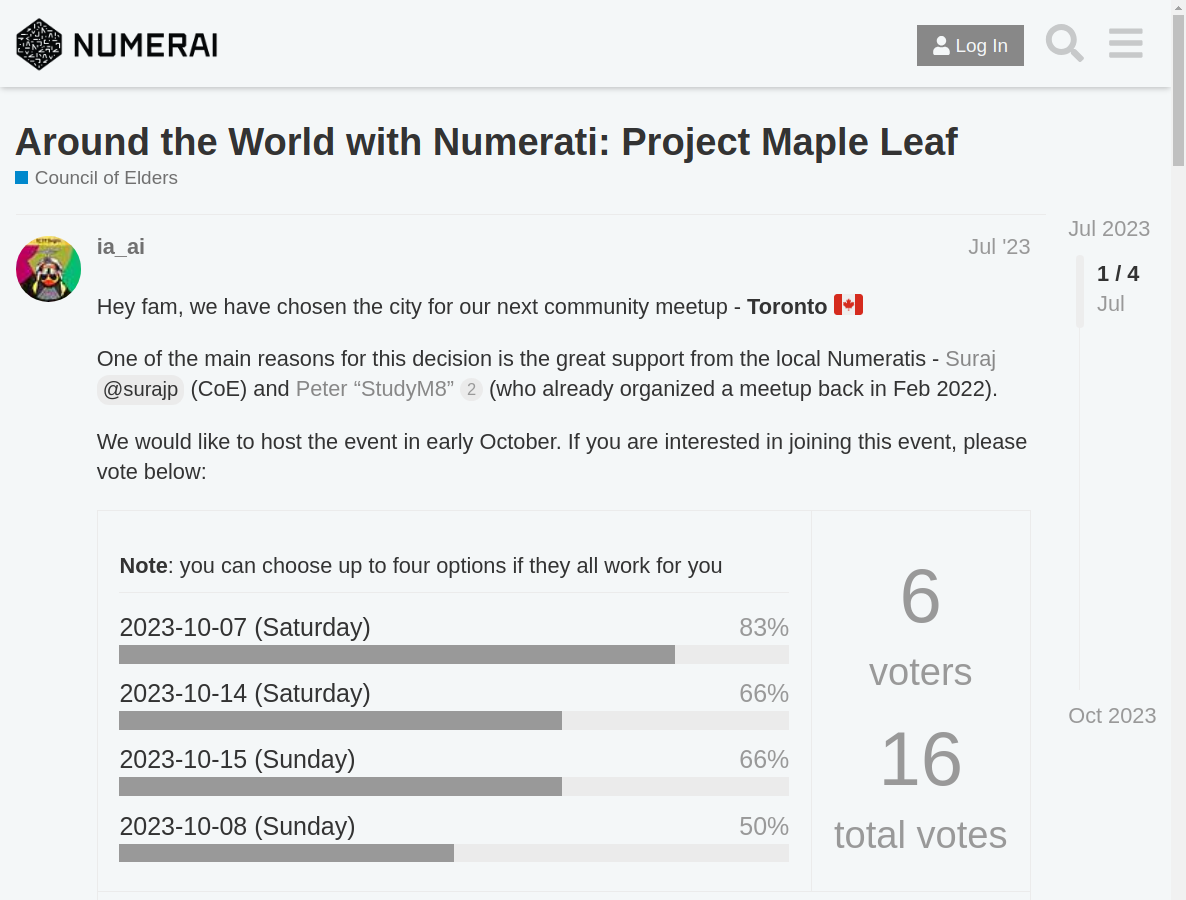 NUMERAI
Log In
Around the World with Numerati: Project Maple Leaf
Council of Elders
ia_ai
Jul '23
Hey fam, we have chosen the city for our next community meetup - Toronto
One of the main reasons for this decision is the great support from the local Numeratis - Suraj
@surajp (CoE) and Peter “StudyM8” 2 (who already organized a meetup back in Feb 2022).
We would like to host the event in early October. If you are interested in joining this event, please
vote below:
Note: you can choose up to four options if they all work for you
2023-10-07 (Saturday) 83%
2023-10-14 (Saturday) 66%
2023-10-15 (Sunday) 66%
2023-10-08 (Sunday) 50%
6
voters
16
total votes
Jul 2023
1 / 4
Jul
Oct 2023